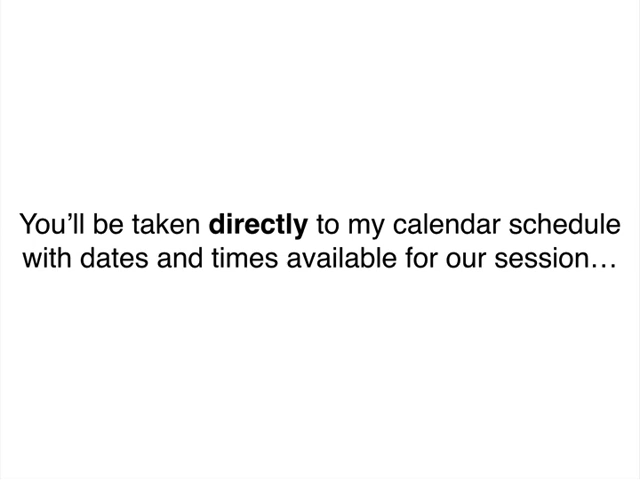 You’ll be taken directly to my calendar schedule
with dates and times available for our session…